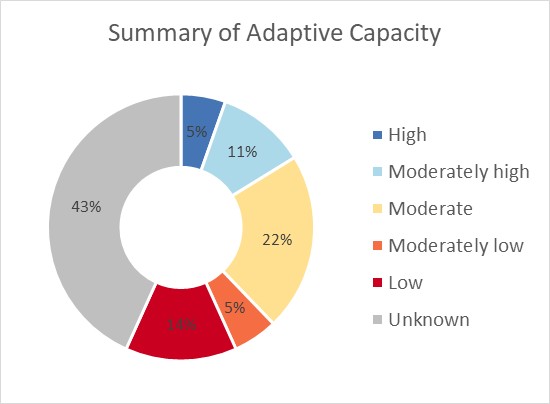 Summary of Adaptive Capacity
5%
11%
22%
5%
14%
43%
High
Moderately high
Moderate
Moderately low
Low
Unknown